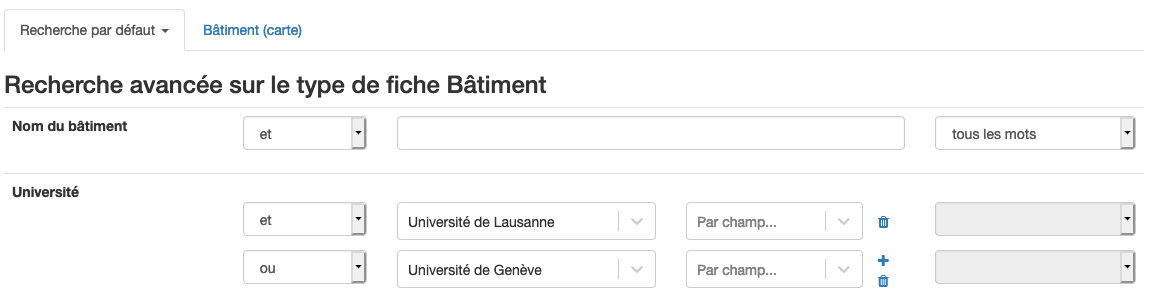 Recherche par défaut Bâtiment (carte)
Recherche avancée sur le type de fiche Bâtiment
Nom du bâtiment et tous les mots
Université
et Université de Lausanne Par champ...
ou Université de Genève Par champ...